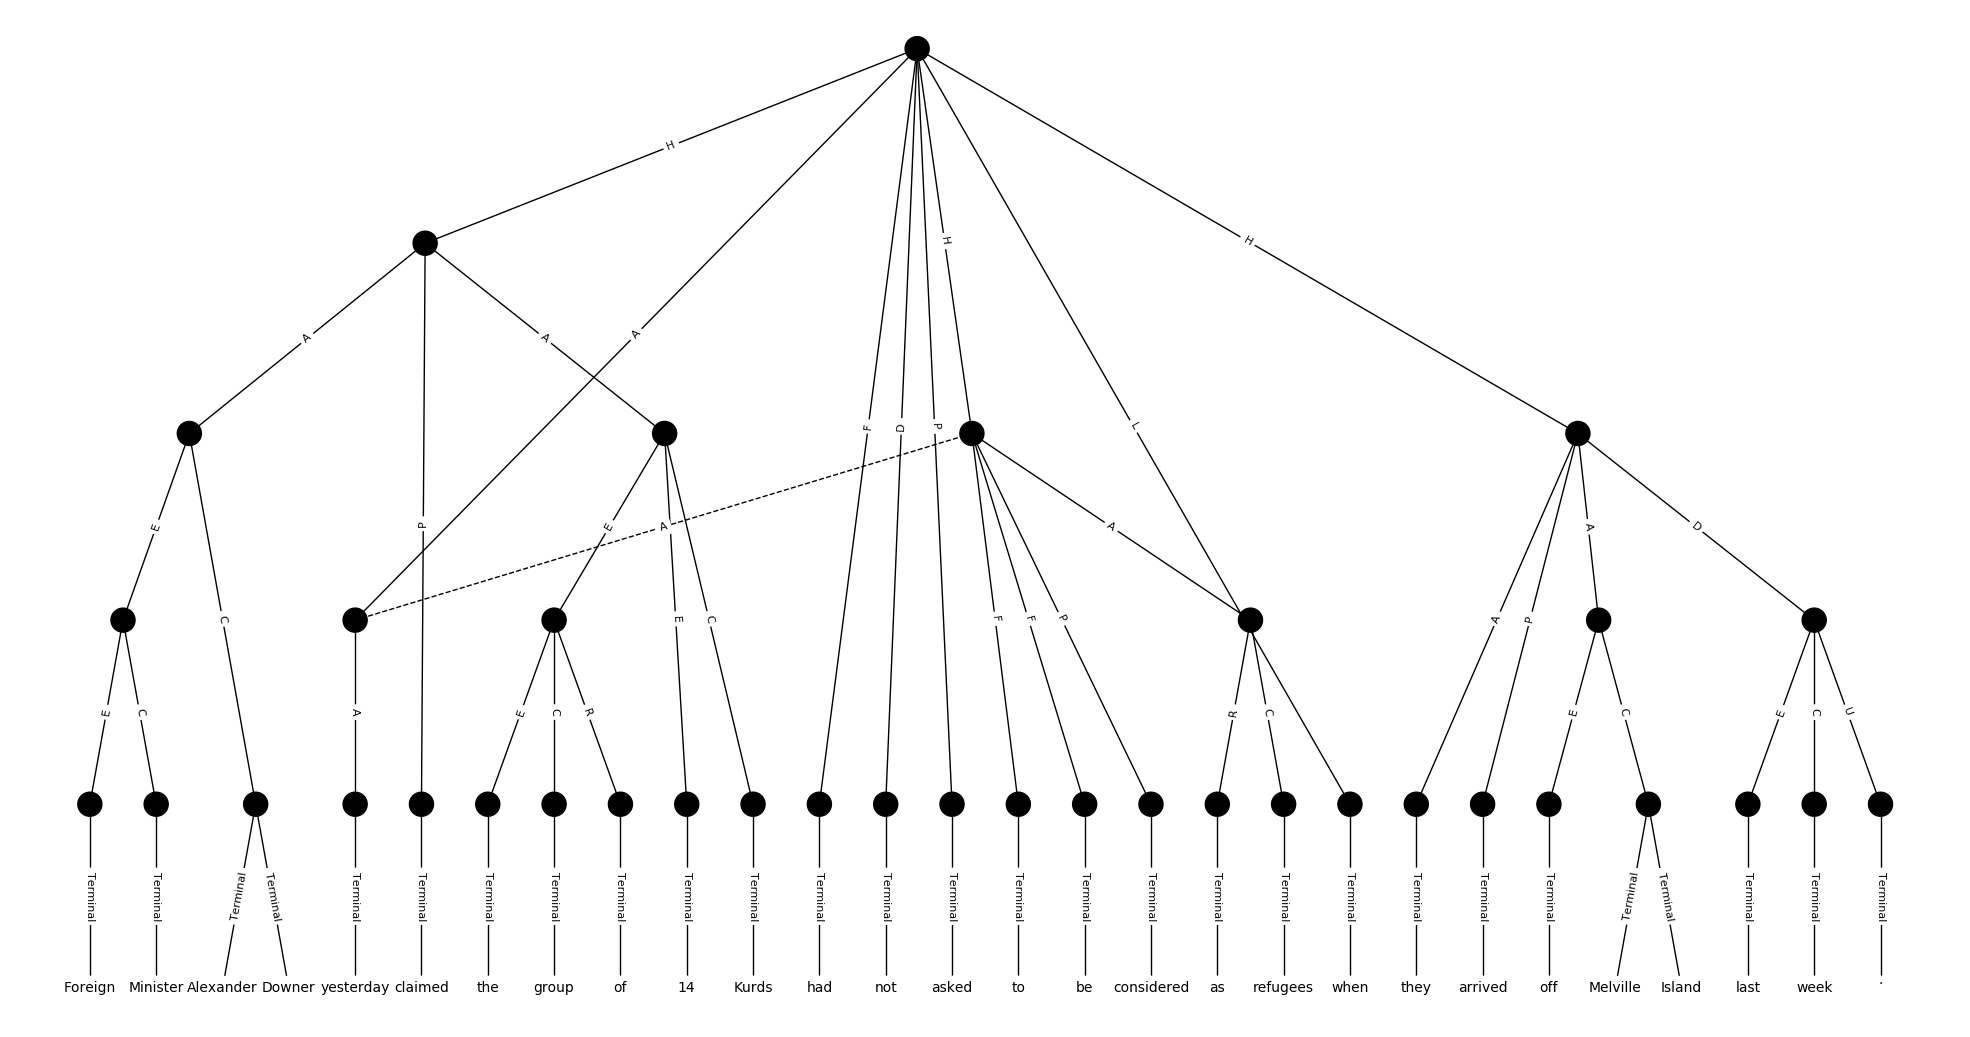 H
H
H
A
A
A
F
D
P
L
P
E
C
A
E
E
C
A
F
F
P
A
P
A
D
E
C
A
E
C
R
R
C
E
C
E
C
U
Terminal Terminal Terminal Terminal Terminal Terminal Terminal Terminal Terminal Terminal Terminal Terminal Terminal Terminal Terminal Terminal Terminal Terminal Terminal Terminal Terminal Terminal Terminal Terminal Terminal Terminal Terminal Terminal
Foreign Minister Alexander Downer yesterday claimed the group of 14 Kurds had not asked to be considered as refugees when they arrived off Melville Island last week .